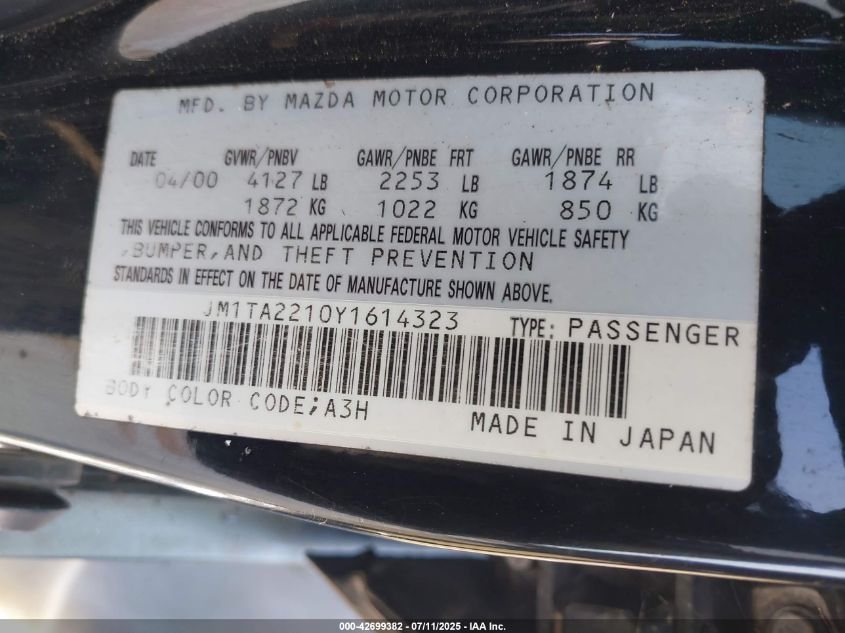 MFD. BY MAZDA MOTOR CORPORATION
DATE GVWR/PNBV GAWR/PNBE FRT GAWR/PNBE RR
04/00 4127 LB 2253 LB 1874 LB
1872 KG 1022 KG 850 KG
THIS VEHICLE CONFORMS TO ALL APPLICABLE FEDERAL MOTOR VEHICLE SAFETY
,BUMPER,AND THEFT PREVENTION
STANDARDS IN EFFECT ON THE DATE OF MANUFACTURE SHOWN ABOVE.
JM1TA2210Y1614323 TYPE: PASSENGER
BODY COLOR CODE;A3H MADE IN JAPAN
000-42699382 - 07/11/2025 - IAA Inc.